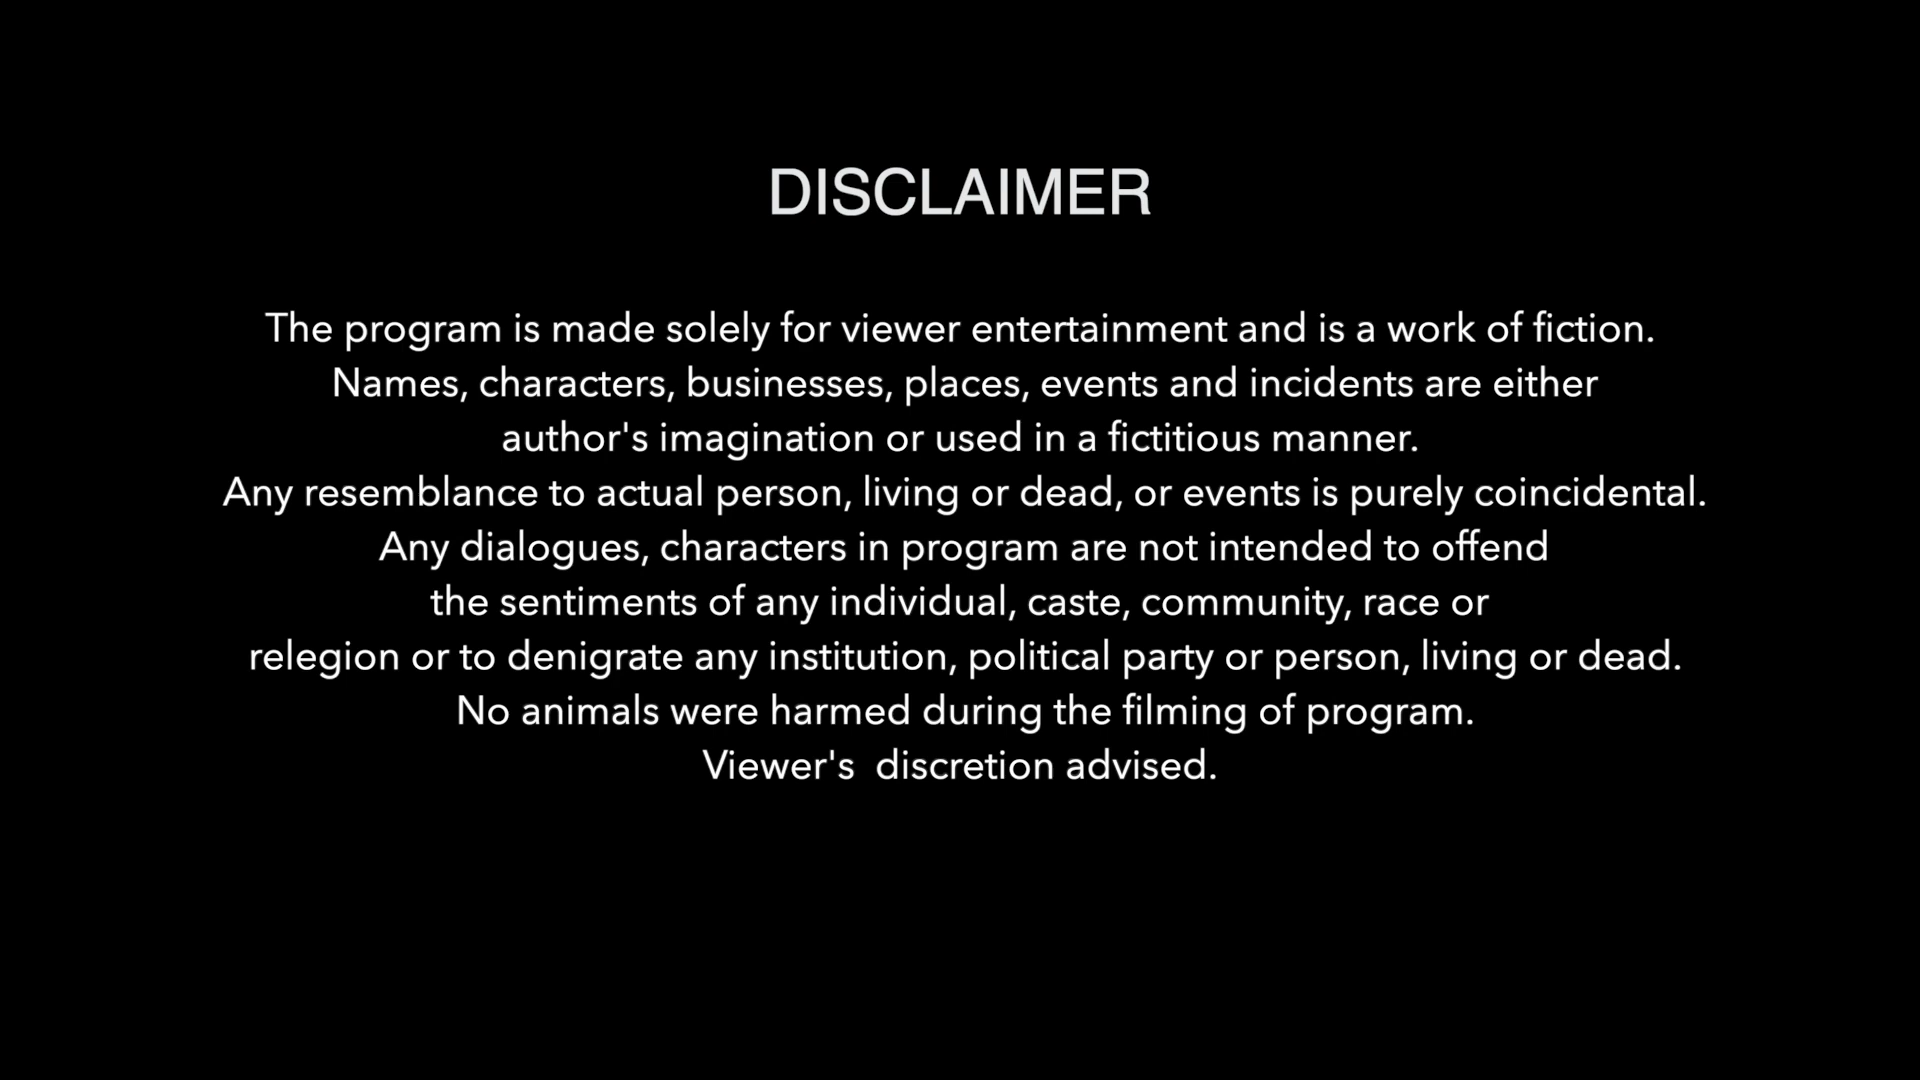 DISCLAIMER
The program is made solely for viewer entertainment and is a work of fiction.
Names, characters, businesses, places, events and incidents are either
author's imagination or used in a fictitious manner.
Any resemblance to actual person, living or dead, or events is purely coincidental.
Any dialogues, characters in program are not intended to offend
the sentiments of any individual, caste, community, race or
relegion or to denigrate any institution, political party or person, living or dead.
No animals were harmed during the filming of program.
Viewer's  discretion advised.